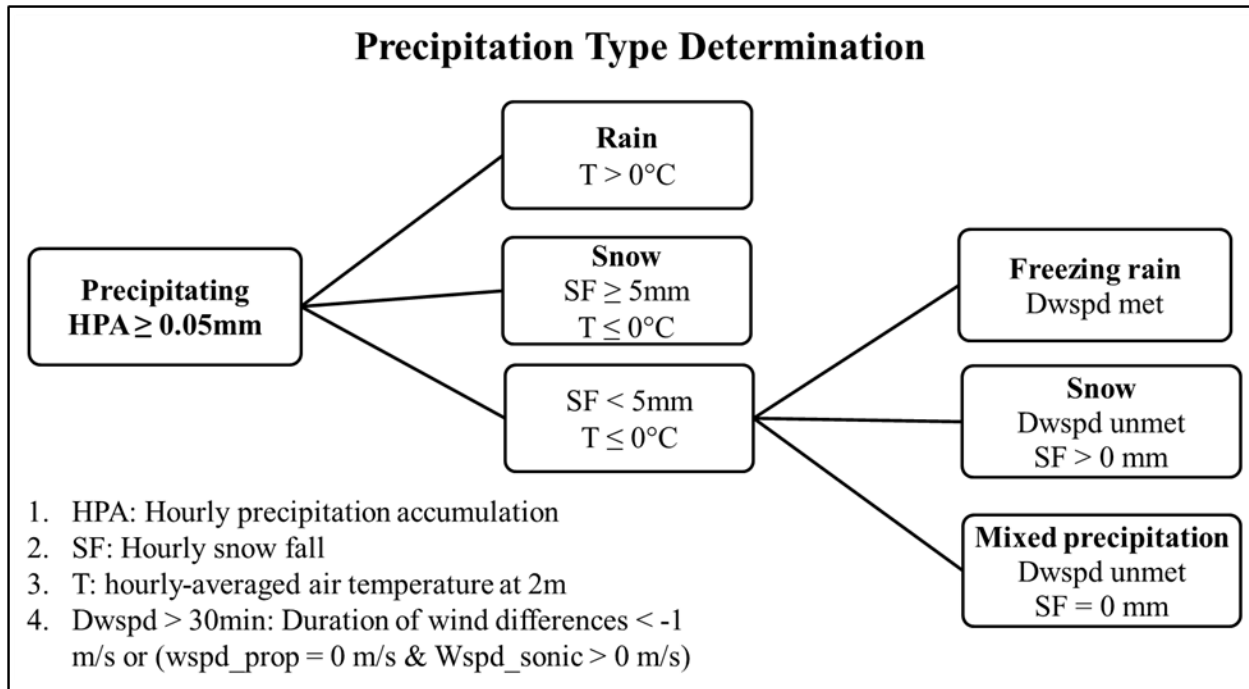 Precipitation Type Determination
Precipitating
HPA ≥ 0.05mm
Rain
T > 0°C
Snow
SF ≥ 5mm
T ≤ 0°C
SF < 5mm
T ≤ 0°C
Freezing rain
Dwspd met
Snow
Dwspd unmet
SF > 0 mm
Mixed precipitation
Dwspd unmet
SF = 0 mm
1. HPA: Hourly precipitation accumulation
2. SF: Hourly snow fall
3. T: hourly-averaged air temperature at 2m
4. Dwspd > 30min: Duration of wind differences < -1
m/s or (wspd_prop = 0 m/s & Wspd_sonic > 0 m/s)